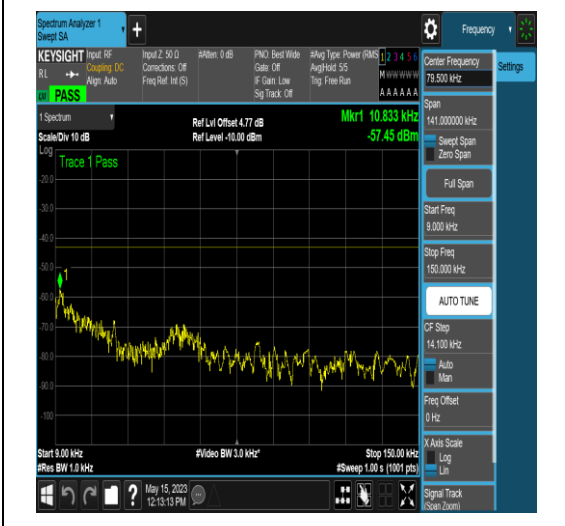 Spectrum Analyzer 1
Swept SA
+
Frequency
KEYSIGHT
Input: RF
Coupling: DC
Align: Auto
Input Z: 50 Ω
Corrections: Off
Freq Ref: Int (S)
#Atten: 0 dB
PNO: Best Wide
Gate: Off
IF Gain: Low
Sig Track: Off
#Avg Type: Power (RMS
Avg|Hold: 5/5
Trig: Free Run
1 2 3 4 5 6
M W W W W W
A A A A A A
RL
PASS
1 Spectrum
Scale/Div 10 dB
Ref Lvl Offset 4.77 dB
Ref Level -10.00 dBm
Mkr1 10.833 kHz
-57.45 dBm
Log
Trace 1 Pass
-20.0
-30.0
-40.0
-50.0
-60.0
-70.0
-80.0
-90.0
-100
1
Start 9.00 kHz
#Res BW 1.0 kHz
#Video BW 3.0 kHz*
Stop 150.00 kHz
#Sweep 1.00 s (1001 pts)
?
May 15, 2023
12:13:13 PM
Center Frequency
79.500 kHz
Settings
Span
141.000000 kHz
Swept Span
Zero Span
Full Span
Start Freq
9.000 kHz
Stop Freq
150.000 kHz
AUTO TUNE
CF Step
14.100 kHz
Auto
Man
Freq Offset
0 Hz
X Axis Scale
Log
Lin
Signal Track
(Span Zoom)